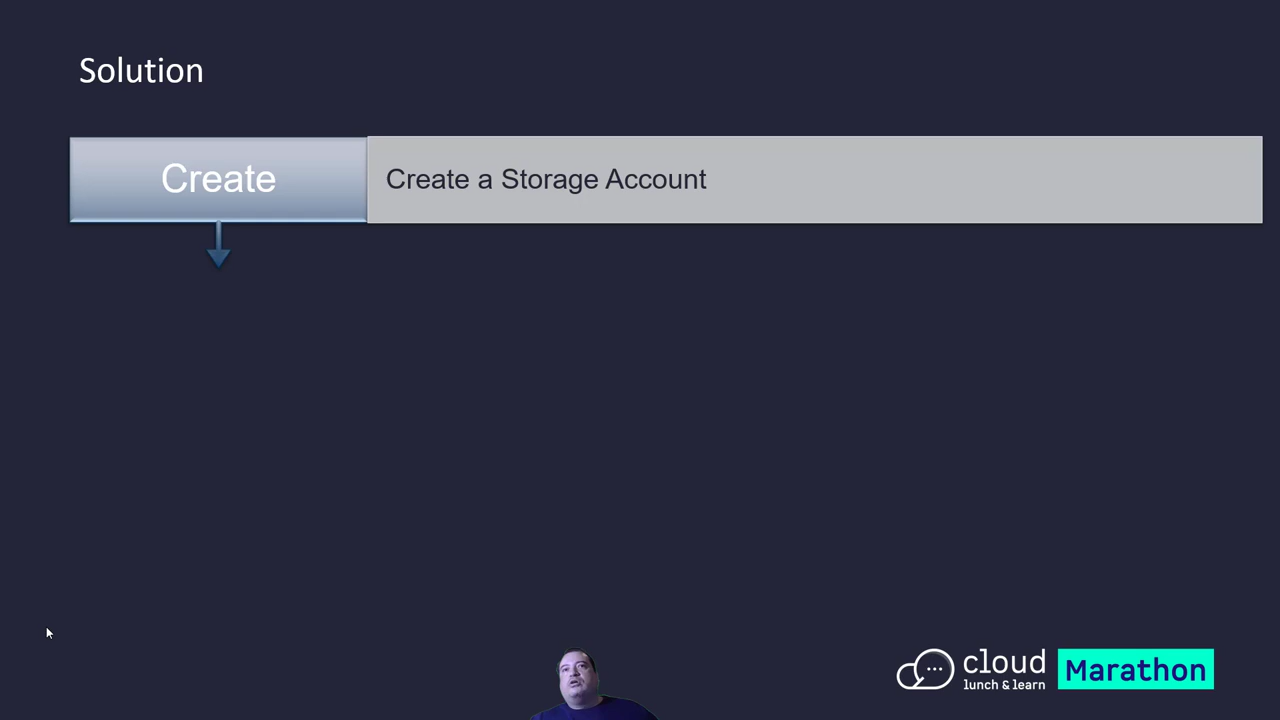 Solution
Create
Create a Storage Account
cloud
lunch & learn
Marathon